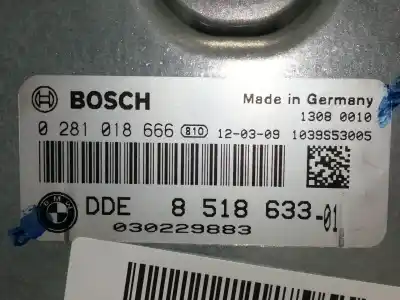 BOSCH
Made in Germany
1308 0010
0 281 018 666 810 12-03-09 1039S53005
BMW
DDE 8 518 633-01
030229883